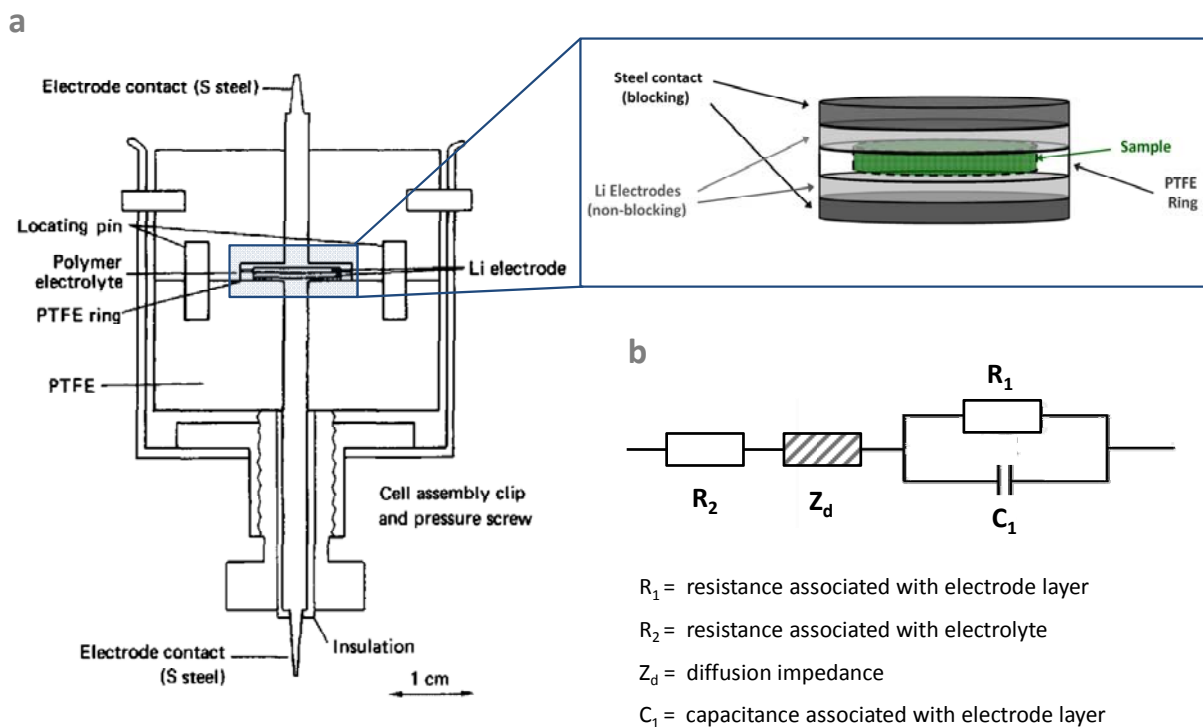 a
Electrode contact (S steel)
Locating pin
Polymer
electrolyte
PTFE ring
PTFE
Li electrode
Cell assembly clip
and pressure screw
Insulation
Electrode contact
(S steel)
1 cm
Steel contact
(blocking)
Li Electrodes
(non-blocking)
Sample
PTFE
Ring
b
R₁
R₂
Z_d
C₁
R₁ = resistance associated with electrode layer
R₂ = resistance associated with electrolyte
Z_d = diffusion impedance
C₁ = capacitance associated with electrode layer